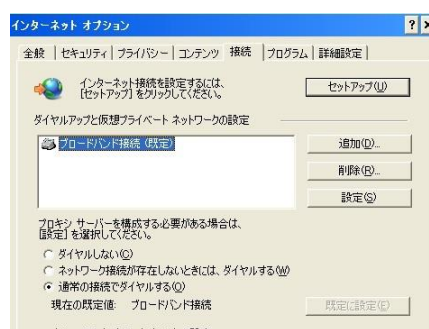 インターネット オプション
全般 セキュリティ プライバシー コンテンツ 接続 プログラム 詳細設定
インターネット接続を設定するには、
[セットアップ] をクリックしてください。
セットアップ(U)
ダイヤルアップと仮想プライベート ネットワークの設定
ブロードバンド接続 (既定)
追加(D)...
削除(R)...
設定(S)
プロキシ サーバーを構成する必要がある場合は、
[設定] を選択してください。
ダイヤルしない(C)
ネットワーク接続が存在しないときには、ダイヤルする(W)
通常の接続でダイヤルする(O)
現在の既定値: ブロードバンド接続
既定に設定(E)